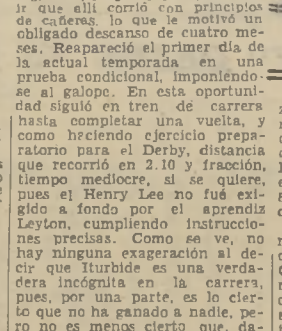 ir que allí corrió con principios
de cañeras, lo que le motivó un
obligado descanso de cuatro me-
ses. Reapareció el primer día de
la actual temporada en una
prueba condicional, imponiendo-
se al galope. En esta oportuni-
dad siguió en tren de carrera
hasta completar una vuelta, y
como haciendo ejercicio prepa-
ratorio para el Derby, distancia
que recorrió en 2.10 y fracción,
tiempo mediocre, si se quiere,
pues el Henry Lee no fué exi-
gido a fondo por el aprendiz
Leyton, cumpliendo instruccio-
nes precisas. Como se ve, no
hay ninguna exageración al de-
cir que Iturbide es una verda-
dera incógnita en la carrera,
pues, por una parte, es lo cier-
to que no ha ganado a nadie, pe-
ro no es menos cierto que, da-